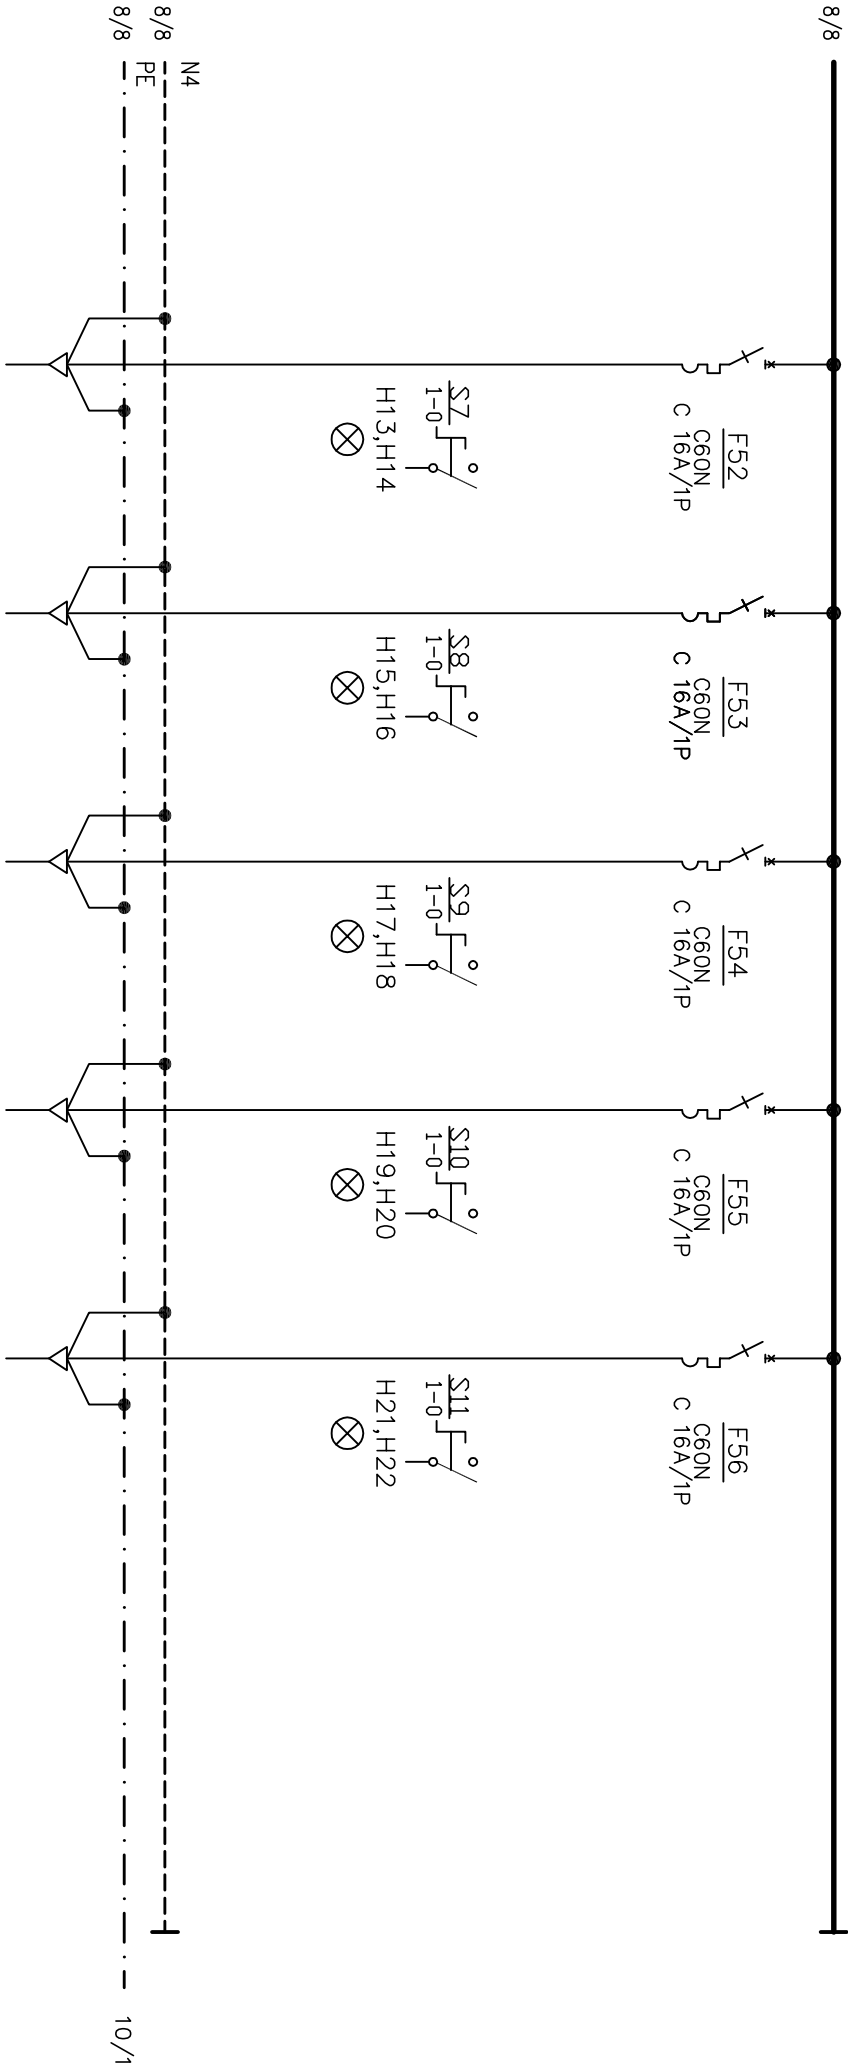 8/8
F52
C60N
C 16A/1P
F53
C60N
C 16A/1P
F54
C60N
C 16A/1P
F55
C60N
C 16A/1P
F56
C60N
C 16A/1P
S7
1-0
H13,H14
S8
1-0
H15,H16
S9
1-0
H17,H18
S10
1-0
H19,H20
S11
1-0
H21,H22
N4
8/8
PE
8/8
10/1